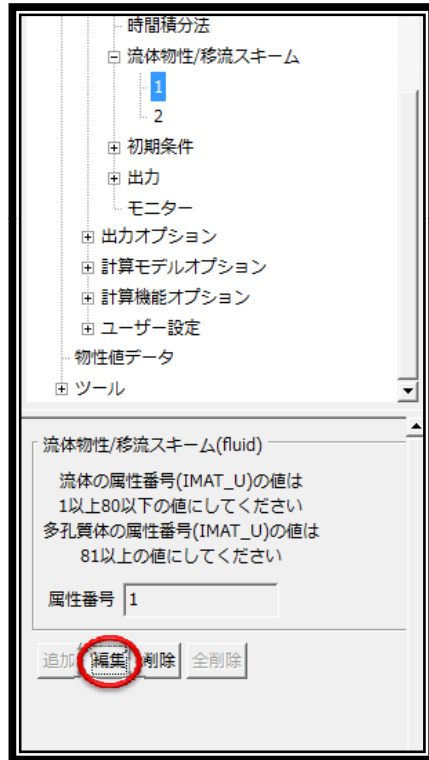 時間積分法
流体物性/移流スキーム
1
2
初期条件
出力
モニター
出力オプション
計算モデルオプション
計算機能オプション
ユーザー設定
物性値データ
ツール
流体物性/移流スキーム(fluid)
流体の属性番号(IMAT_U)の値は
1以上80以下の値にしてください
多孔質体の属性番号(IMAT_U)の値は
81以上の値にしてください
属性番号 1
追加 編集 削除 全削除